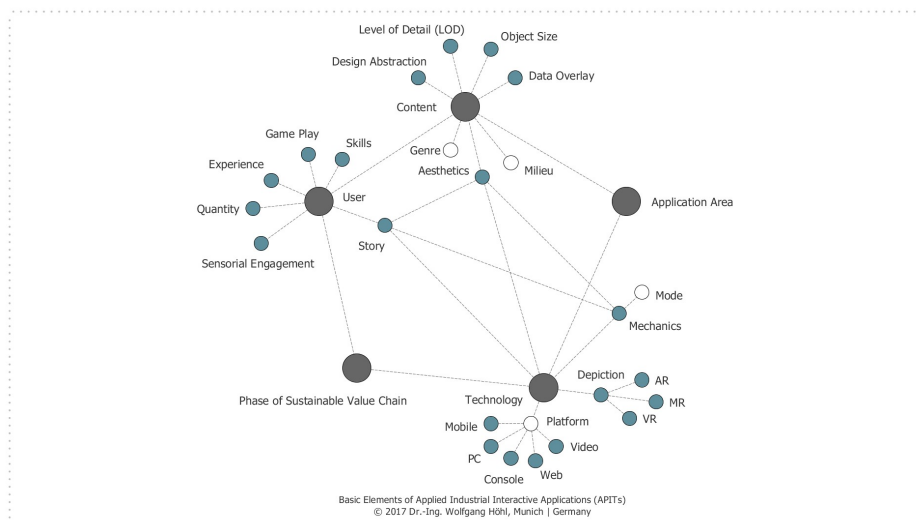 Level of Detail (LOD)
Object Size
Design Abstraction
Data Overlay
Content
Game Play
Skills
Genre
Milieu
Experience
Aesthetics
User
Application Area
Quantity
Story
Sensorial Engagement
Mode
Mechanics
Depiction
AR
MR
VR
Phase of Sustainable Value Chain
Technology
Platform
Mobile
Video
PC
Console
Web
Basic Elements of Applied Industrial Interactive Applications (APITs)
© 2017 Dr.-Ing. Wolfgang Höhl, Munich | Germany